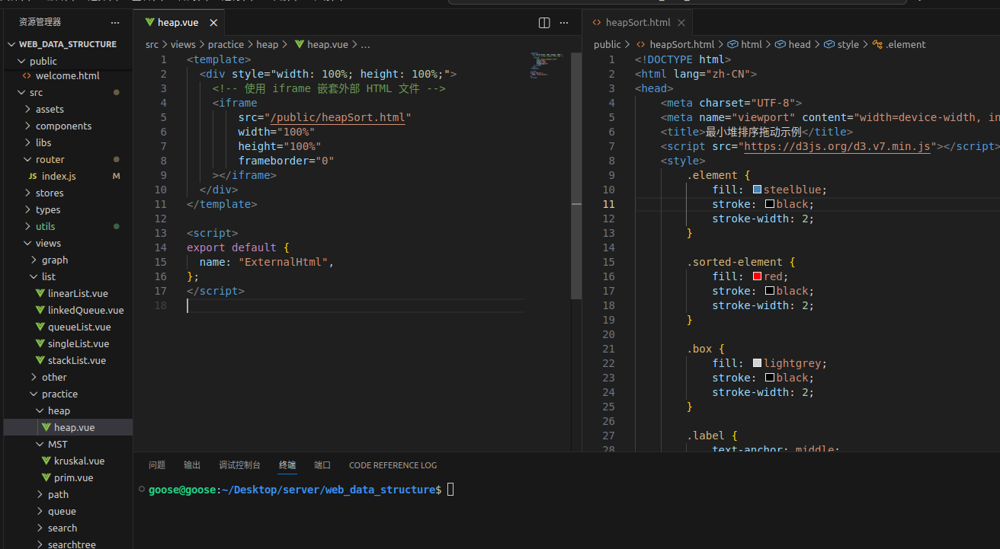 资源管理器
···
WEB_DATA_STRUCTURE
public
welcome.html
src
assets
components
libs
router
JS index.js M
stores
types
utils
views
graph
list
linearList.vue
linkedQueue.vue
queueList.vue
singleList.vue
stackList.vue
other
practice
heap
heap.vue
MST
kruskal.vue
prim.vue
path
queue
search
searchtree
heap.vue
src > views > practice > heap > heap.vue > ...
1 <template>
2 <div style="width: 100%; height: 100%;">
3 <!-- 使用 iframe 嵌套外部 HTML 文件 -->
4 <iframe
5 src="/public/heapSort.html"
6 width="100%"
7 height="100%"
8 frameborder="0"
9 ></iframe>
10 </div>
11 </template>
12
13 <script>
14 export default {
15 name: "ExternalHtml",
16 };
17 </script>
18
heapSort.html
public > heapSort.html > html > head > style > .element
1 <!DOCTYPE html>
2 <html lang="zh-CN">
3 <head>
4 <meta charset="UTF-8">
5 <meta name="viewport" content="width=device-width, in
6 <title>最小堆排序拖动示例</title>
7 <script src="https://d3js.org/d3.v7.min.js"></script>
8 <style>
9 .element {
10 fill: steelblue;
11 stroke: black;
12 stroke-width: 2;
13 }
14
15 .sorted-element {
16 fill: red;
17 stroke: black;
18 stroke-width: 2;
19 }
20
21 .box {
22 fill: lightgrey;
23 stroke: black;
24 stroke-width: 2;
25 }
26
27 .label {
28 text-anchor: middle;
问题 输出 调试控制台 终端 端口 CODE REFERENCE LOG
goose@goose:~/Desktop/server/web_data_structure$